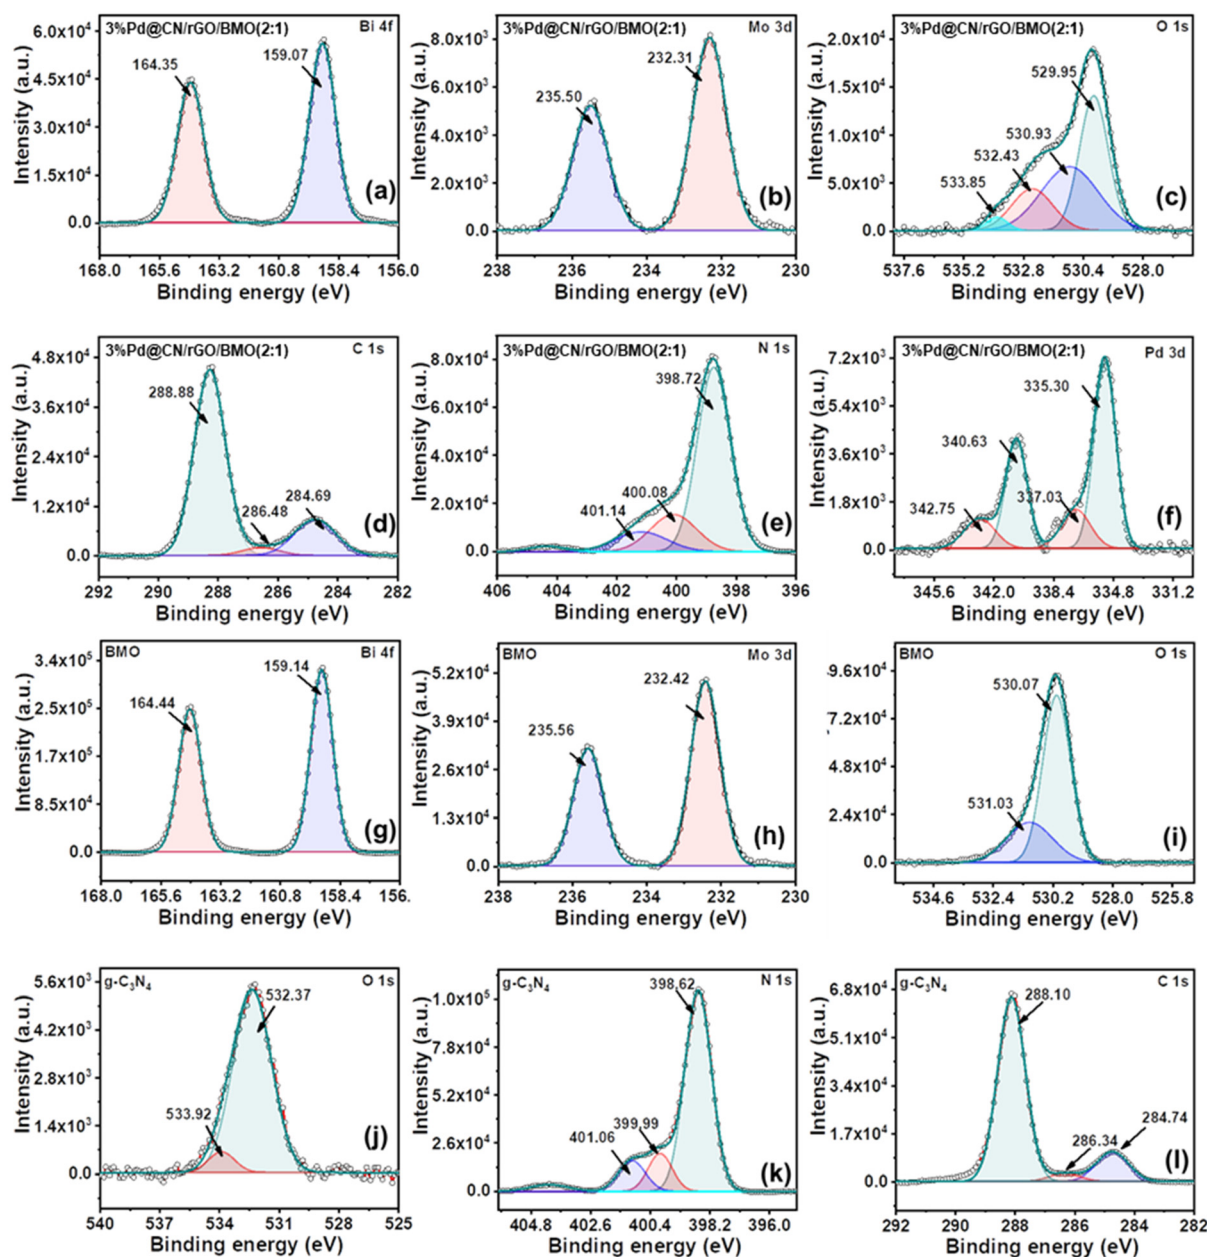 3%Pd@CN/rGO/BMO(2:1)
Bi 4f
Intensity (a.u.)
6.0x10⁴
4.5x10⁴
3.0x10⁴
1.5x10⁴
0.0
164.35
159.07
(a)
168.0 165.6 163.2 160.8 158.4 156.0
Binding energy (eV)
3%Pd@CN/rGO/BMO(2:1)
Mo 3d
Intensity (a.u.)
8.0x10³
6.0x10³
4.0x10³
2.0x10³
0.0
235.50
232.31
(b)
238 236 234 232 230
Binding energy (eV)
3%Pd@CN/rGO/BMO(2:1)
O 1s
Intensity (a.u.)
2.0x10⁴
1.5x10⁴
1.0x10⁴
5.0x10³
0.0
529.95
530.93
532.43
533.85
(c)
537.6 535.2 532.8 530.4 528.0
Binding energy (eV)
3%Pd@CN/rGO/BMO(2:1)
C 1s
Intensity (a.u.)
4.8x10⁴
3.6x10⁴
2.4x10⁴
1.2x10⁴
0.0
288.88
286.48
284.69
(d)
292 290 288 286 284 282
Binding energy (eV)
3%Pd@CN/rGO/BMO(2:1)
N 1s
Intensity (a.u.)
8.0x10⁴
6.0x10⁴
4.0x10⁴
2.0x10⁴
0.0
398.72
400.08
401.14
(e)
406 404 402 400 398 396
Binding energy (eV)
3%Pd@CN/rGO/BMO(2:1)
Pd 3d
Intensity (a.u.)
7.2x10³
5.4x10³
3.6x10³
1.8x10³
0.0
335.30
340.63
337.03
342.75
(f)
345.6 342.0 338.4 334.8 331.2
Binding energy (eV)
BMO
Bi 4f
Intensity (a.u.)
3.4x10⁵
2.5x10⁵
1.7x10⁵
8.5x10⁴
0.0
159.14
164.44
(g)
168.0 165.6 163.2 160.8 158.4 156.
Binding energy (eV)
BMO
Mo 3d
Intensity (a.u.)
5.2x10⁴
3.9x10⁴
2.6x10⁴
1.3x10⁴
0.0
232.42
235.56
(h)
238 236 234 232 230
Binding energy (eV)
BMO
O 1s
9.6x10⁴
7.2x10⁴
4.8x10⁴
2.4x10⁴
0.0
530.07
531.03
(i)
534.6 532.4 530.2 528.0 525.8
Binding energy (eV)
g-C₃N₄
O 1s
Intensity (a.u.)
5.6x10³
4.2x10³
2.8x10³
1.4x10³
0.0
532.37
533.92
(j)
540 537 534 531 528 525
Binding energy (eV)
g-C₃N₄
N 1s
Intensity (a.u.)
1.0x10⁵
7.8x10⁴
5.2x10⁴
2.6x10⁴
0.0
398.62
399.99
401.06
(k)
404.8 402.6 400.4 398.2 396.0
Binding energy (eV)
g-C₃N₄
C 1s
Intensity (a.u.)
6.8x10⁴
5.1x10⁴
3.4x10⁴
1.7x10⁴
0.0
288.10
286.34
284.74
(l)
292 290 288 286 284 282
Binding energy (eV)